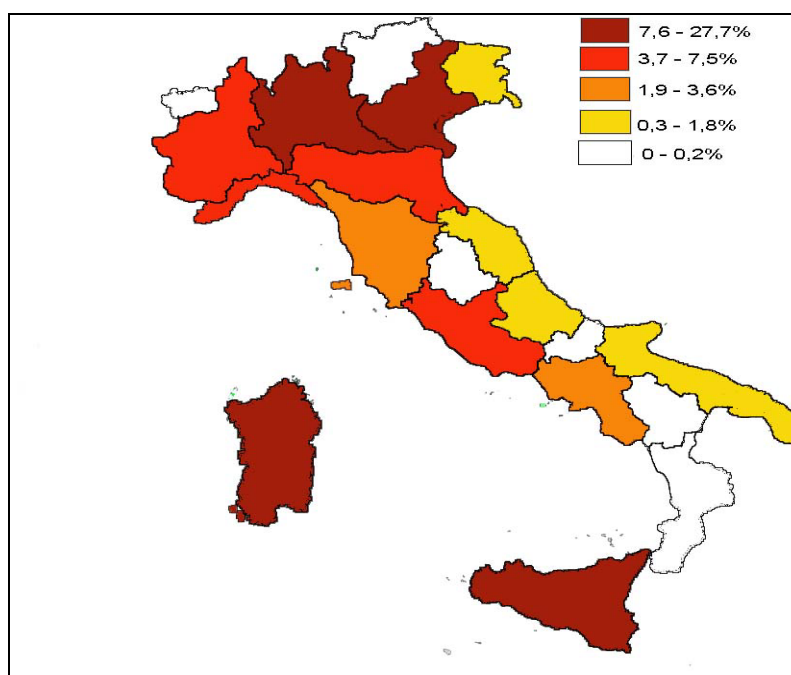 7,6 - 27,7%
3,7 - 7,5%
1,9 - 3,6%
0,3 - 1,8%
0 - 0,2%